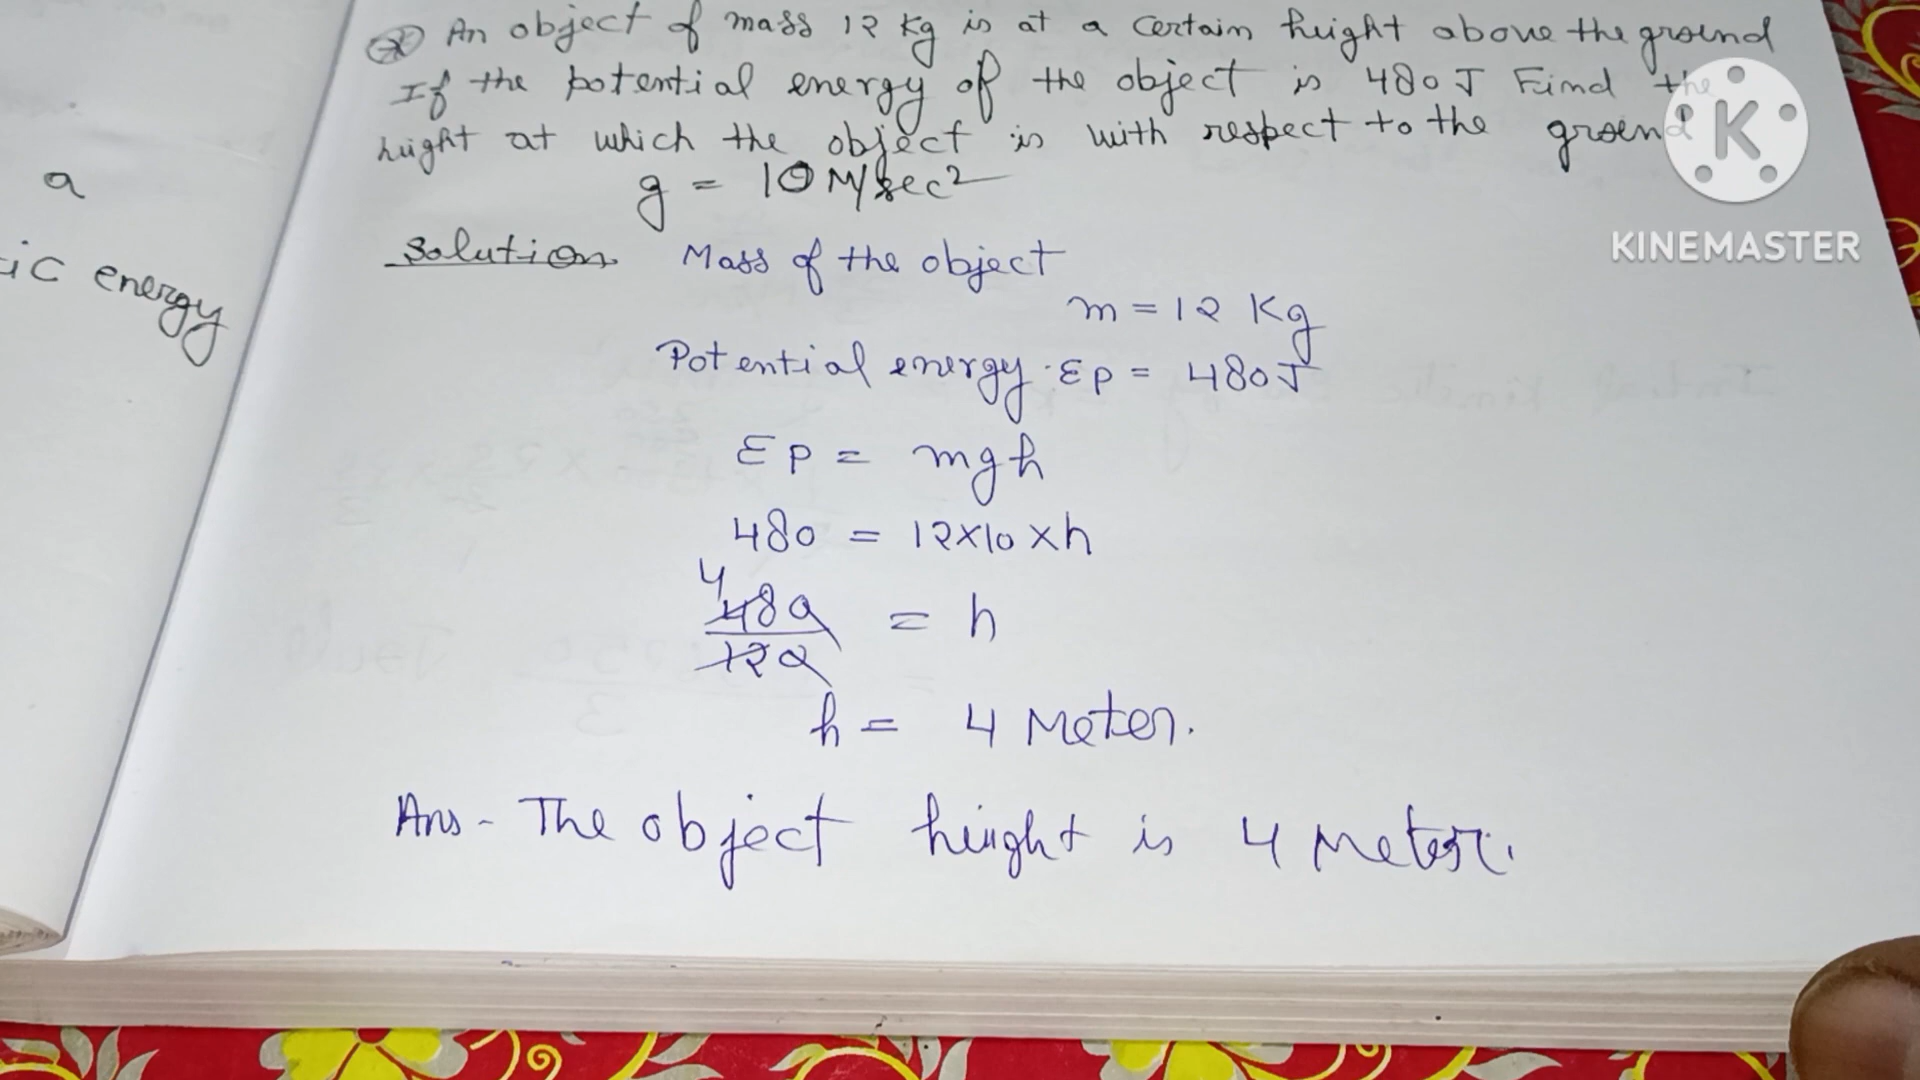 An object of mass 12 Kg is at a certain height above the ground
If the potential energy of the object is 480 J Find the
hight at which the object is with respect to the ground
g = 10 M/sec2
a
ic energy
Solution Mass of the object
m = 12 Kg
Potential energy Ep = 480J
EP = mgh
480 = 12×10×h
4
480 = h
120
h = 4 Meter.
Ans - The object height is 4 Meter.
K
KINEMASTER